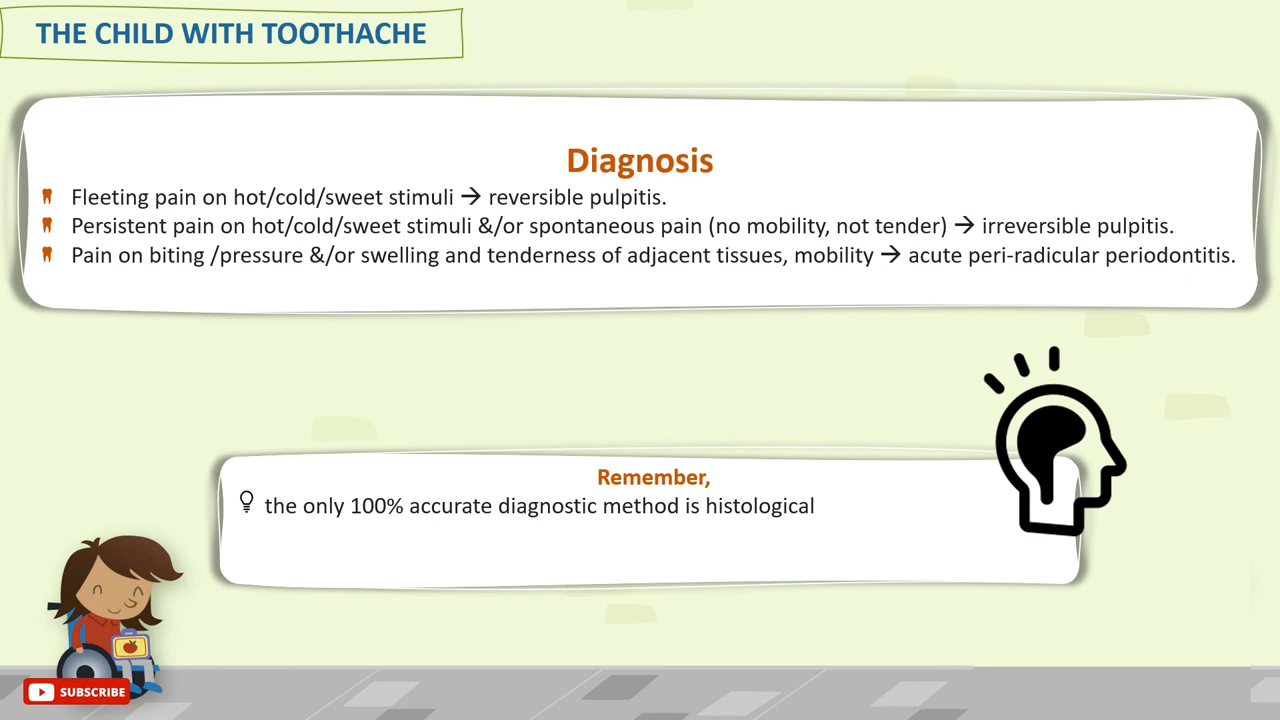 THE CHILD WITH TOOTHACHE
Diagnosis
Fleeting pain on hot/cold/sweet stimuli → reversible pulpitis.
Persistent pain on hot/cold/sweet stimuli &/or spontaneous pain (no mobility, not tender) → irreversible pulpitis.
Pain on biting /pressure &/or swelling and tenderness of adjacent tissues, mobility → acute peri-radicular periodontitis.
Remember,
the only 100% accurate diagnostic method is histological
SUBSCRIBE